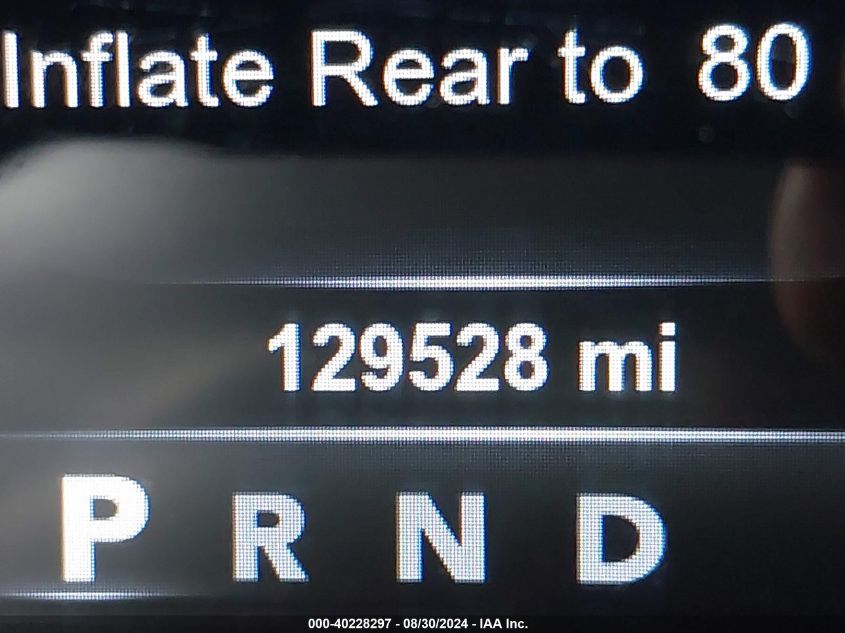 Inflate Rear to 80
129528 mi
P R N D
000-40228297 - 08/30/2024 - IAA Inc.